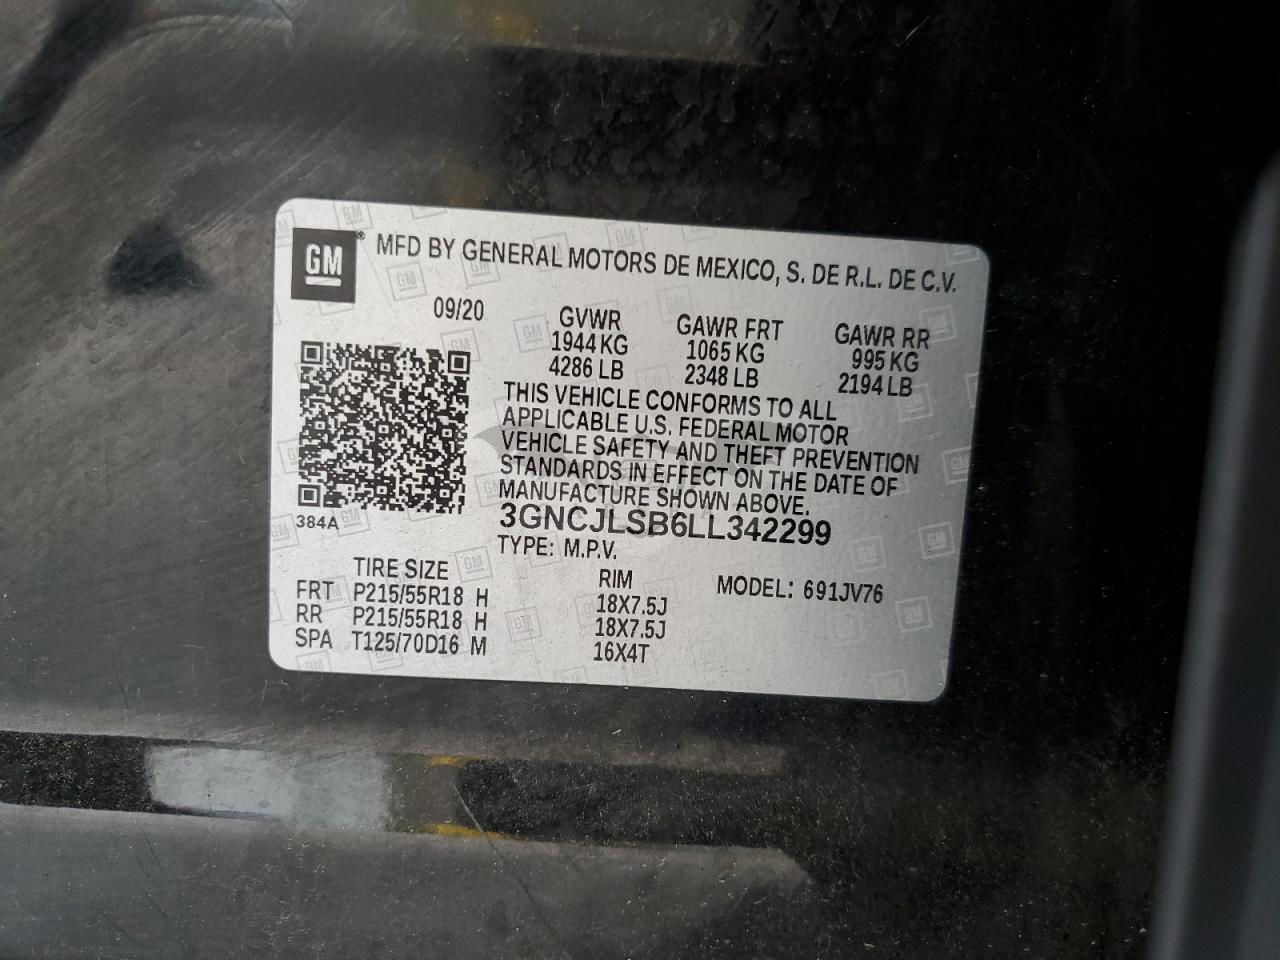 GM® MFD BY GENERAL MOTORS DE MEXICO, S. DE R.L. DE C.V.
09/20
GVWR GAWR FRT GAWR RR
1944 KG 1065 KG 995 KG
4286 LB 2348 LB 2194 LB
THIS VEHICLE CONFORMS TO ALL
APPLICABLE U.S. FEDERAL MOTOR
VEHICLE SAFETY AND THEFT PREVENTION
STANDARDS IN EFFECT ON THE DATE OF
MANUFACTURE SHOWN ABOVE.
384A 3GNCJLSB6LL342299
TYPE: M.P.V.
TIRE SIZE RIM MODEL: 691JV76
FRT P215/55R18 H 18X7.5J
RR P215/55R18 H 18X7.5J
SPA T125/70D16 M 16X4T